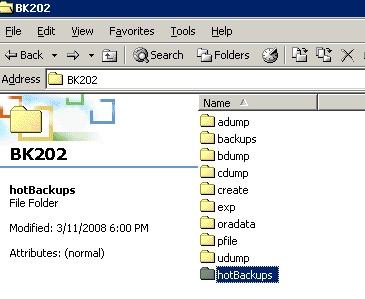 BK202
File Edit View Favorites Tools Help
Back Search Folders
Address BK202
Name
BK202
hotBackups
File Folder
Modified: 3/11/2008 6:00 PM
Attributes: (normal)
adump
backups
bdump
cdump
create
exp
oradata
pfile
udump
hotBackups